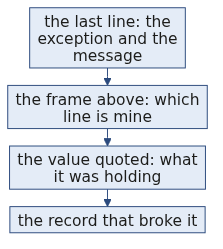 the last line: the
exception and the
message
the frame above: which
line is mine
the value quoted: what
it was holding
the record that broke it